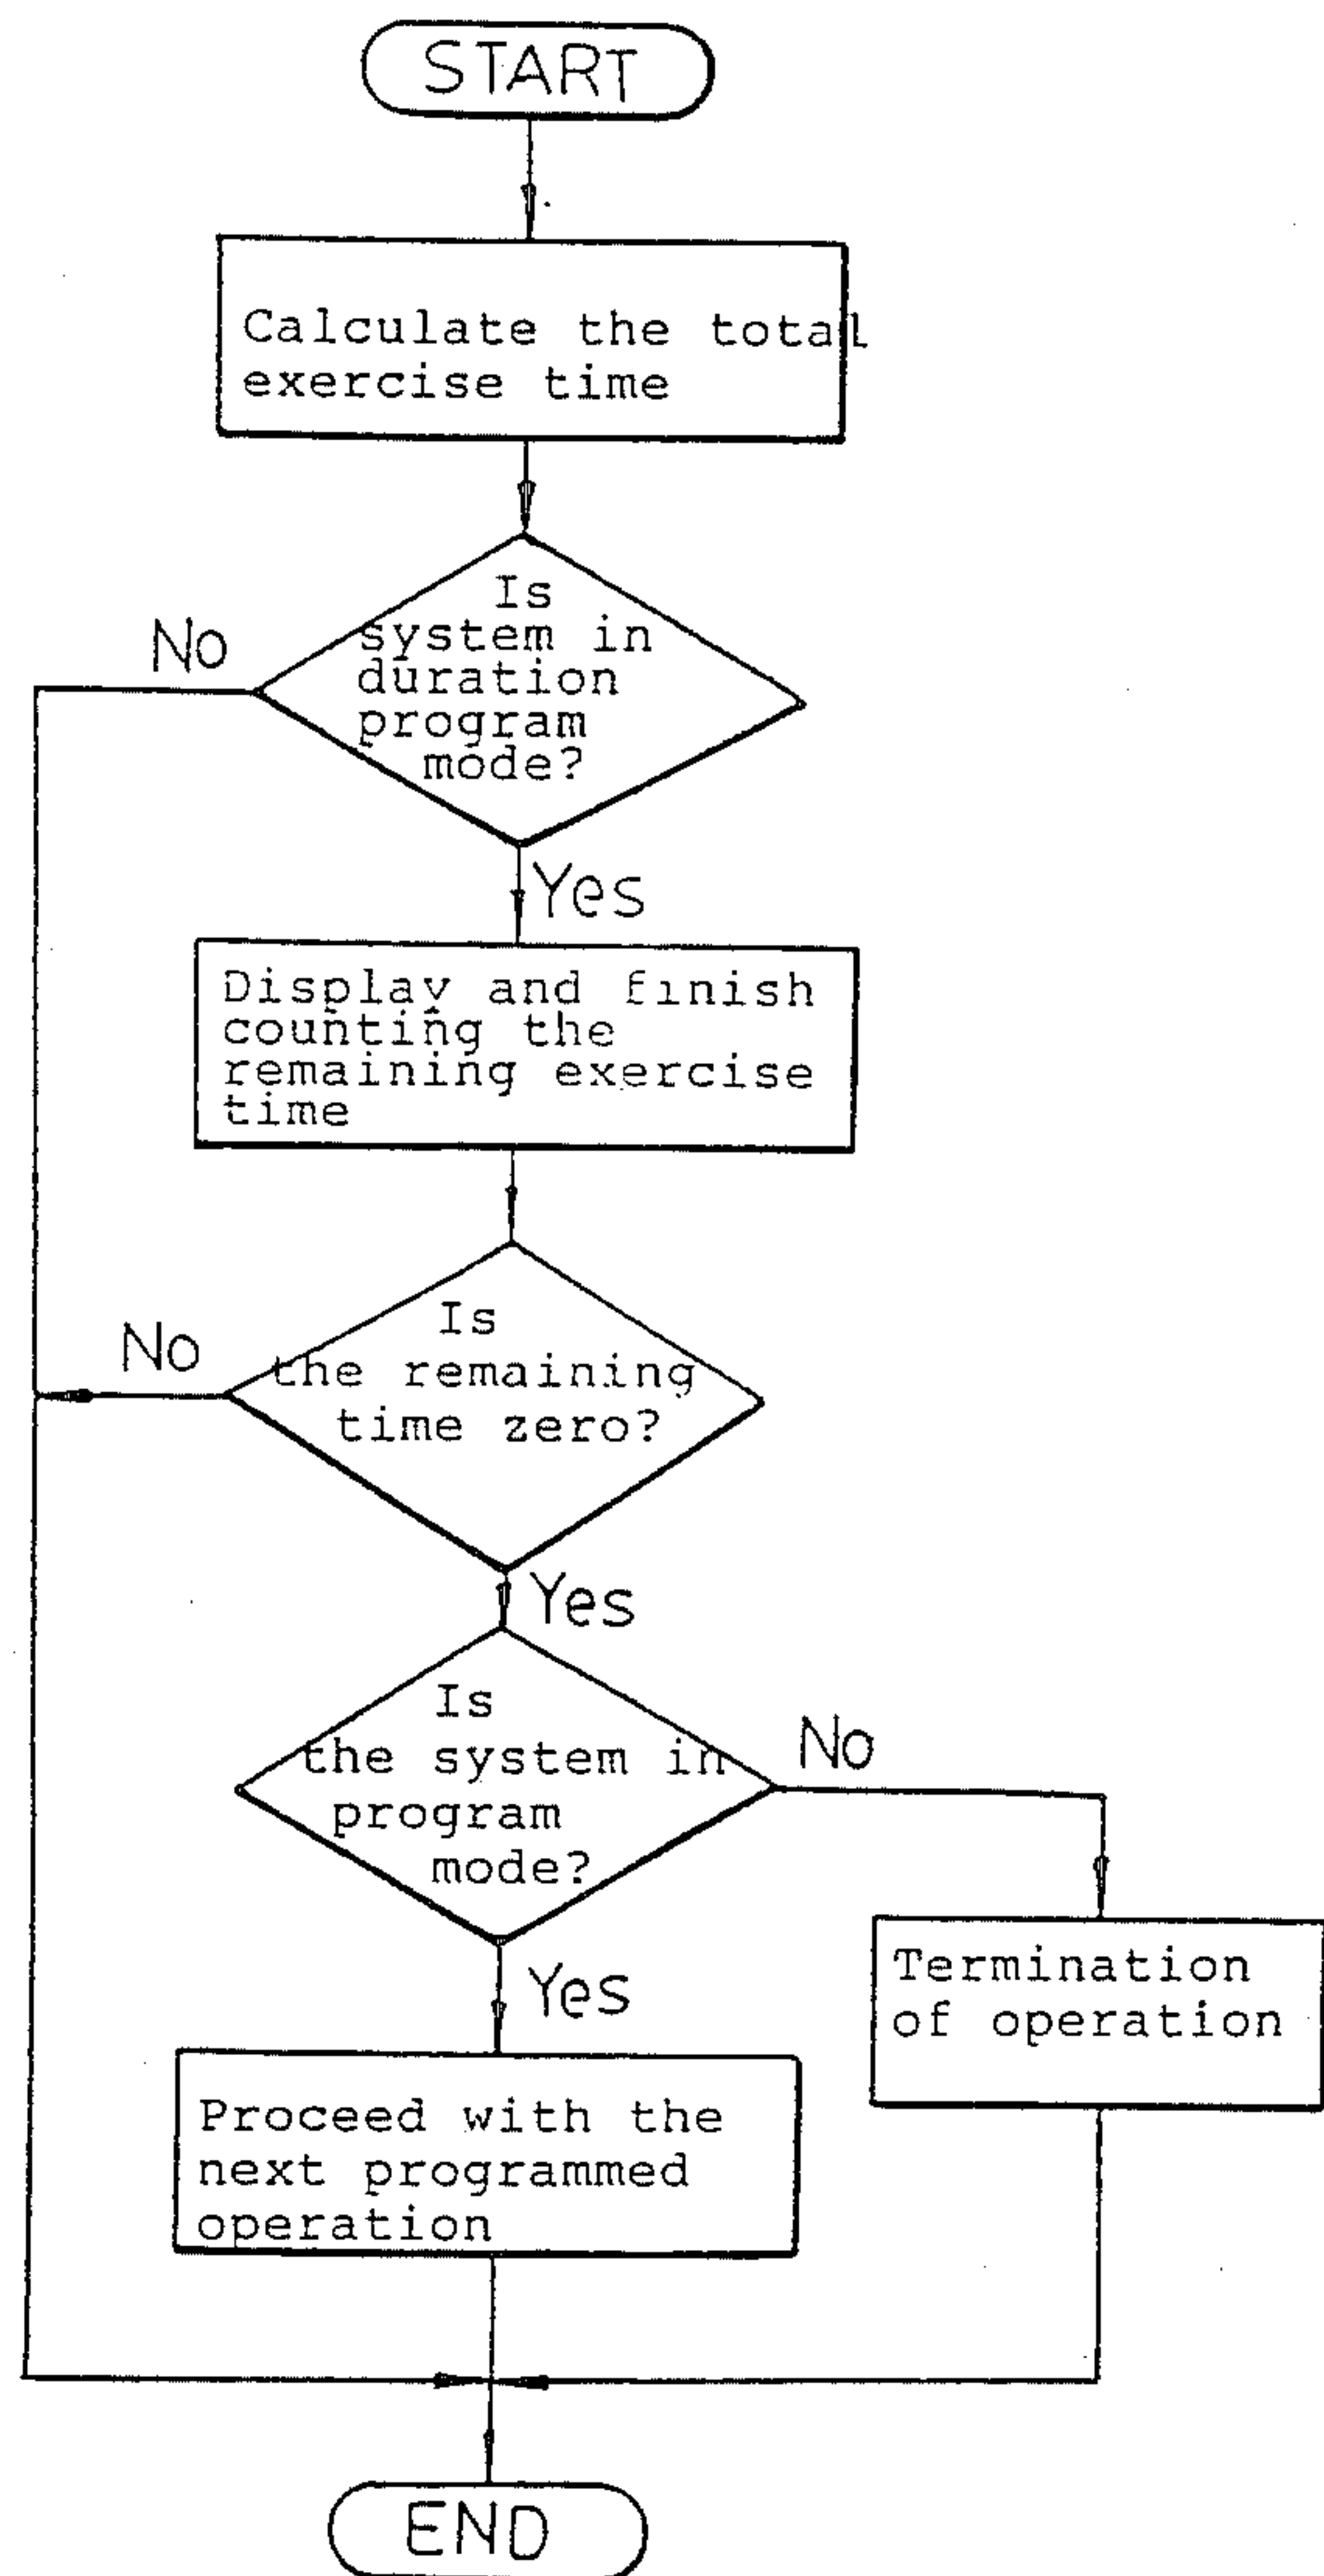 START
Calculate the total
exercise time
Is
system in
duration
program
mode?
No
Yes
Display and finish
counting the
remaining exercise
time
Is
the remaining
time zero?
No
Yes
Is
the system in
program
mode?
No
Yes
Termination
of operation
Proceed with the
next programmed
operation
END